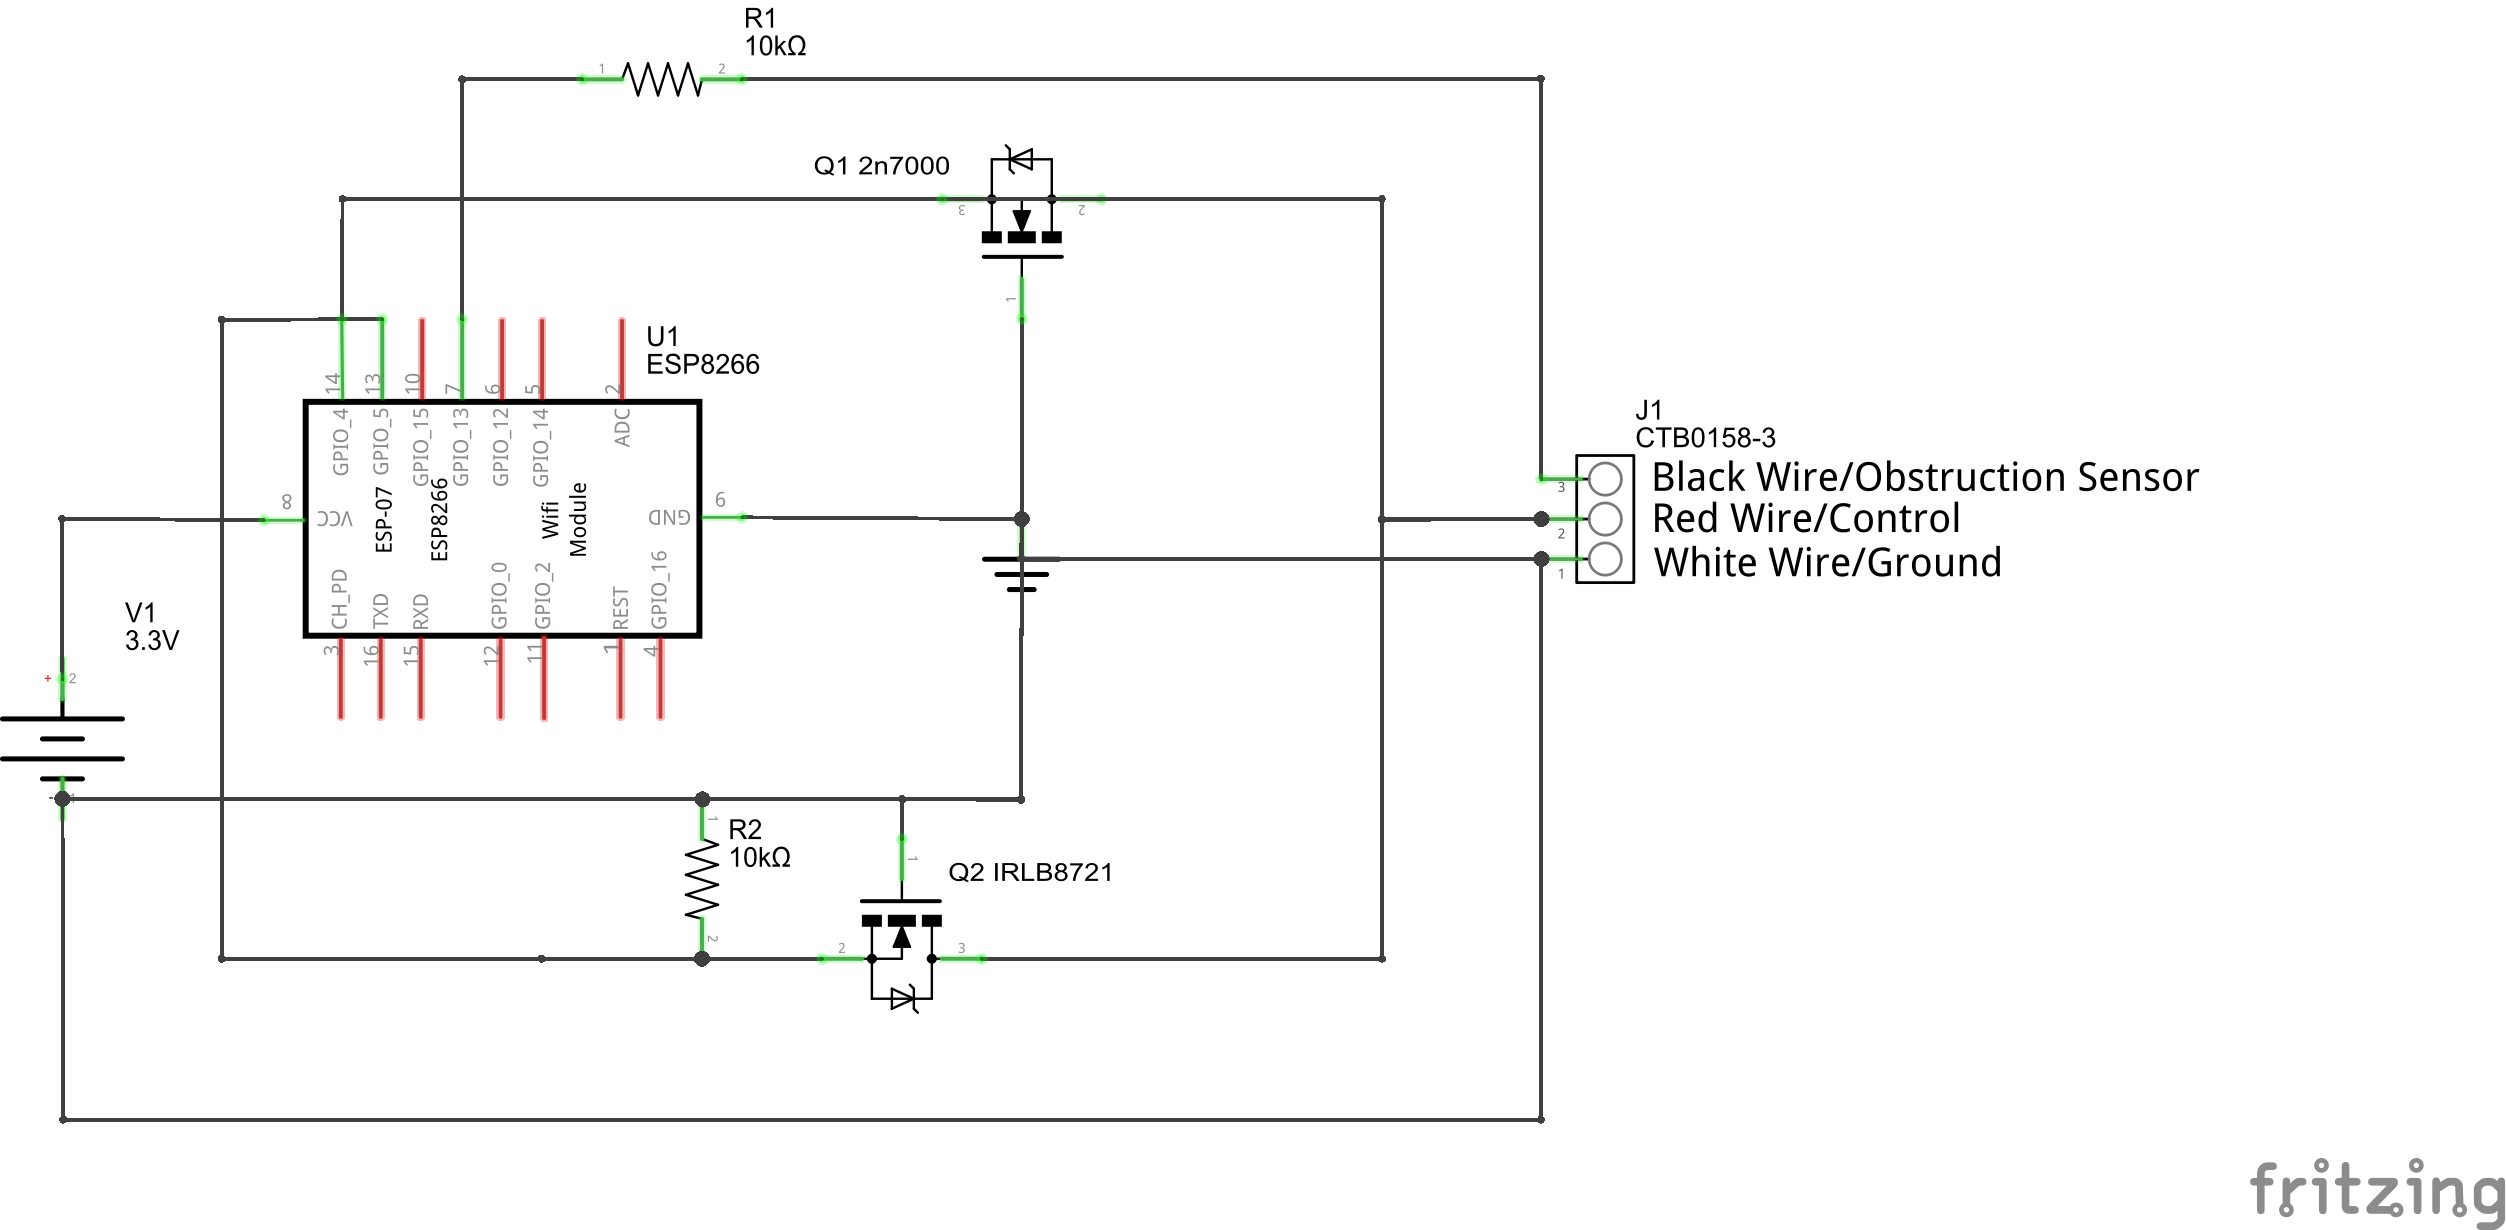 R1
10kΩ
1
2
Q1 2n7000
3
2
1
U1
ESP8266
14
13
10
7
6
5
2
GPIO_4
GPIO_5
GPIO_15
GPIO_13
GPIO_12
GPIO_14
ADC
J1
CTB0158-3
3
Black Wire/Obstruction Sensor
2
Red Wire/Control
1
White Wire/Ground
8
VCC
ESP-07
ESP8266
Wifi
Module
GND
9
CH_PD
TXD
RXD
GPIO_0
GPIO_2
REST
GPIO_16
3
16
15
12
11
1
4
V1
3.3V
+
2
-
1
1
R2
10kΩ
2
1
Q2 IRLB8721
2
3
fritzing